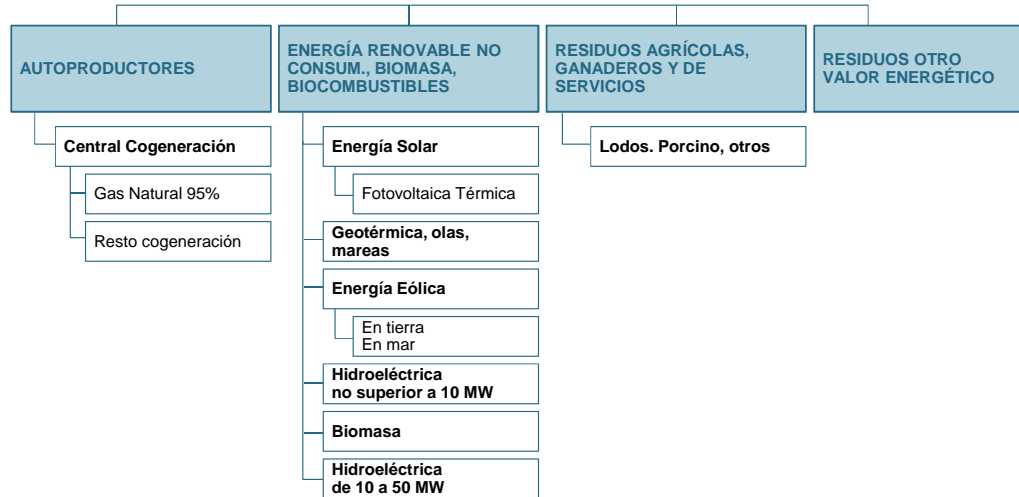 AUTOPRODUCTORES
Central Cogeneración
Gas Natural 95%
Resto cogeneración
ENERGÍA RENOVABLE NO
CONSUM., BIOMASA,
BIOCOMBUSTIBLES
Energía Solar
Fotovoltaica Térmica
Geotérmica, olas,
mareas
Energía Eólica
En tierra
En mar
Hidroeléctrica
no superior a 10 MW
Biomasa
Hidroeléctrica
de 10 a 50 MW
RESIDUOS AGRÍCOLAS,
GANADEROS Y DE
SERVICIOS
Lodos. Porcino, otros
RESIDUOS OTRO
VALOR ENERGÉTICO